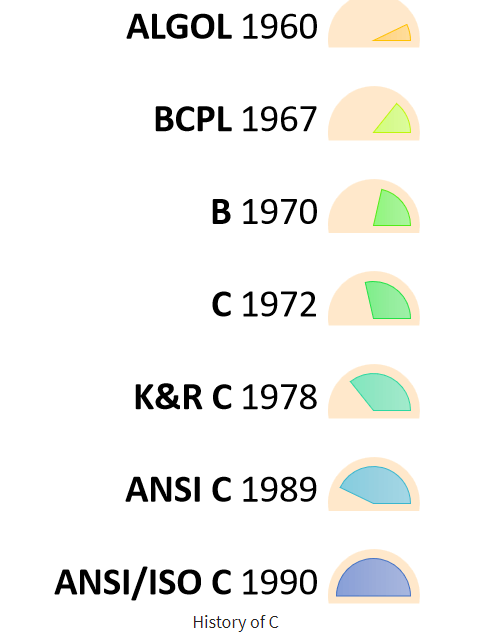 ALGOL 1960
BCPL 1967
B 1970
C 1972
K&R C 1978
ANSI C 1989
ANSI/ISO C 1990
History of C